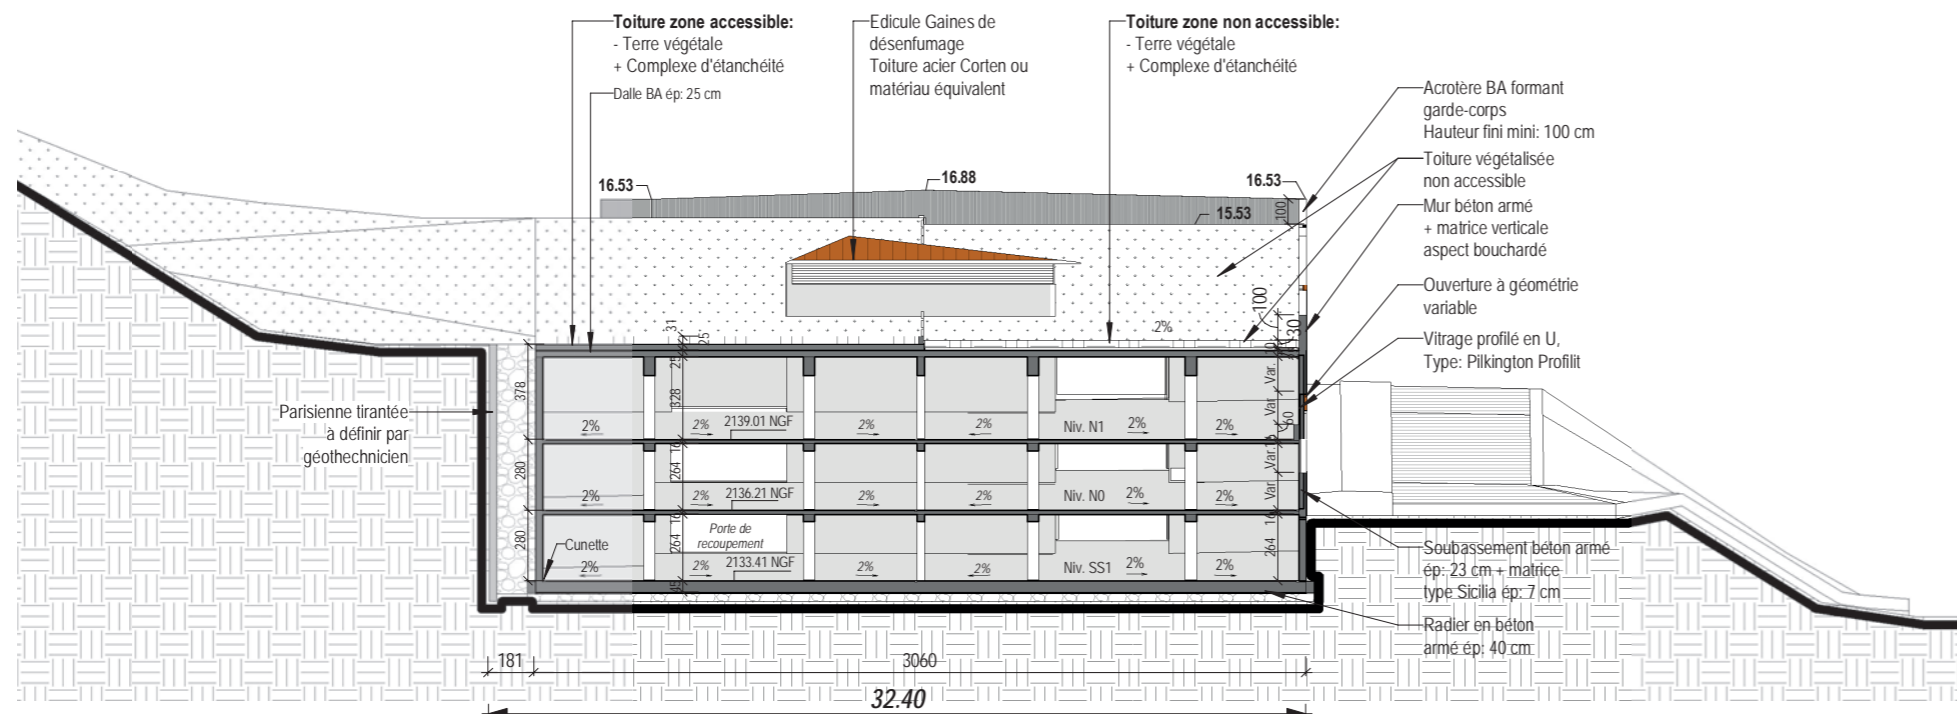 Toiture zone accessible:
- Terre végétale
+ Complexe d'étanchéité
Dalle BA ép: 25 cm
Edicule Gaines de
désenfumage
Toiture acier Corten ou
matériau équivalent
Toiture zone non accessible:
- Terre végétale
+ Complexe d'étanchéité
Acrotère BA formant
garde-corps
Hauteur fini mini: 100 cm
Toiture végétalisée
non accessible
Mur béton armé
+ matrice verticale
aspect bouchardé
Ouverture à géométrie
variable
Vitrage profilé en U,
Type: Pilkington Profilit
16.53
16.88
16.53
15.53
100
100
31
25
2%
30
25
378
328
Var.
Var
60
Parisienne tirantée
à définir par
géothechnicien
2%
2%
2139.01 NGF
2%
2%
Niv. N1
2%
2%
16
280
264
Var.
Var
2%
2%
2136.21 NGF
2%
2%
Niv. N0
2%
2%
16
280
264
16
264
Porte de
recoupement
Cunette
2%
2%
2133.41 NGF
2%
2%
Niv. SS1
2%
2%
45
Soubassement béton armé
ép: 23 cm + matrice
type Sicilia ép: 7 cm
Radier en béton
armé ép: 40 cm
181
3060
32.40